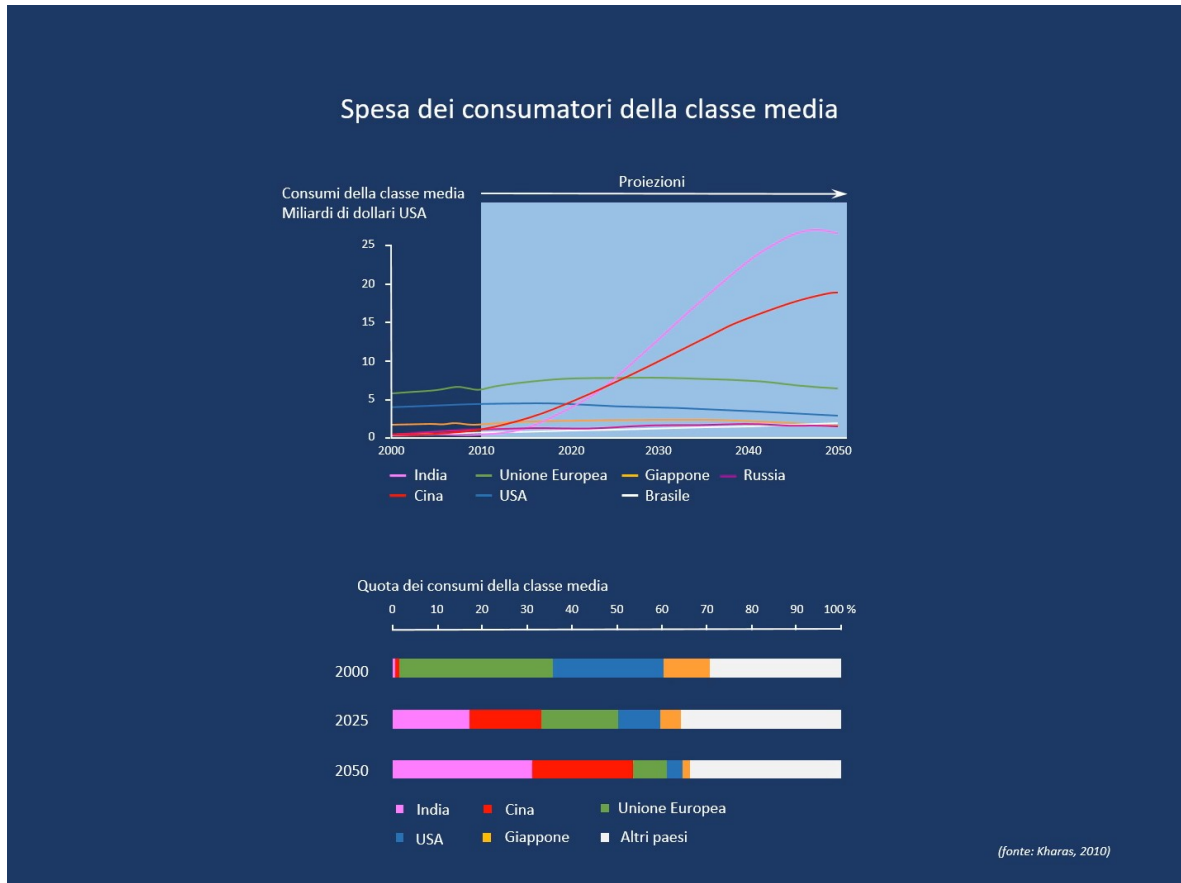 Spesa dei consumatori della classe media
Proiezioni
Consumi della classe media
Miliardi di dollari USA
25
20
15
10
5
0
2000 2010 2020 2030 2040 2050
India Unione Europea Giappone Russia
Cina USA Brasile
Quota dei consumi della classe media
0 10 20 30 40 50 60 70 80 90 100 %
2000
2025
2050
India Cina Unione Europea
USA Giappone Altri paesi
(fonte: Kharas, 2010)